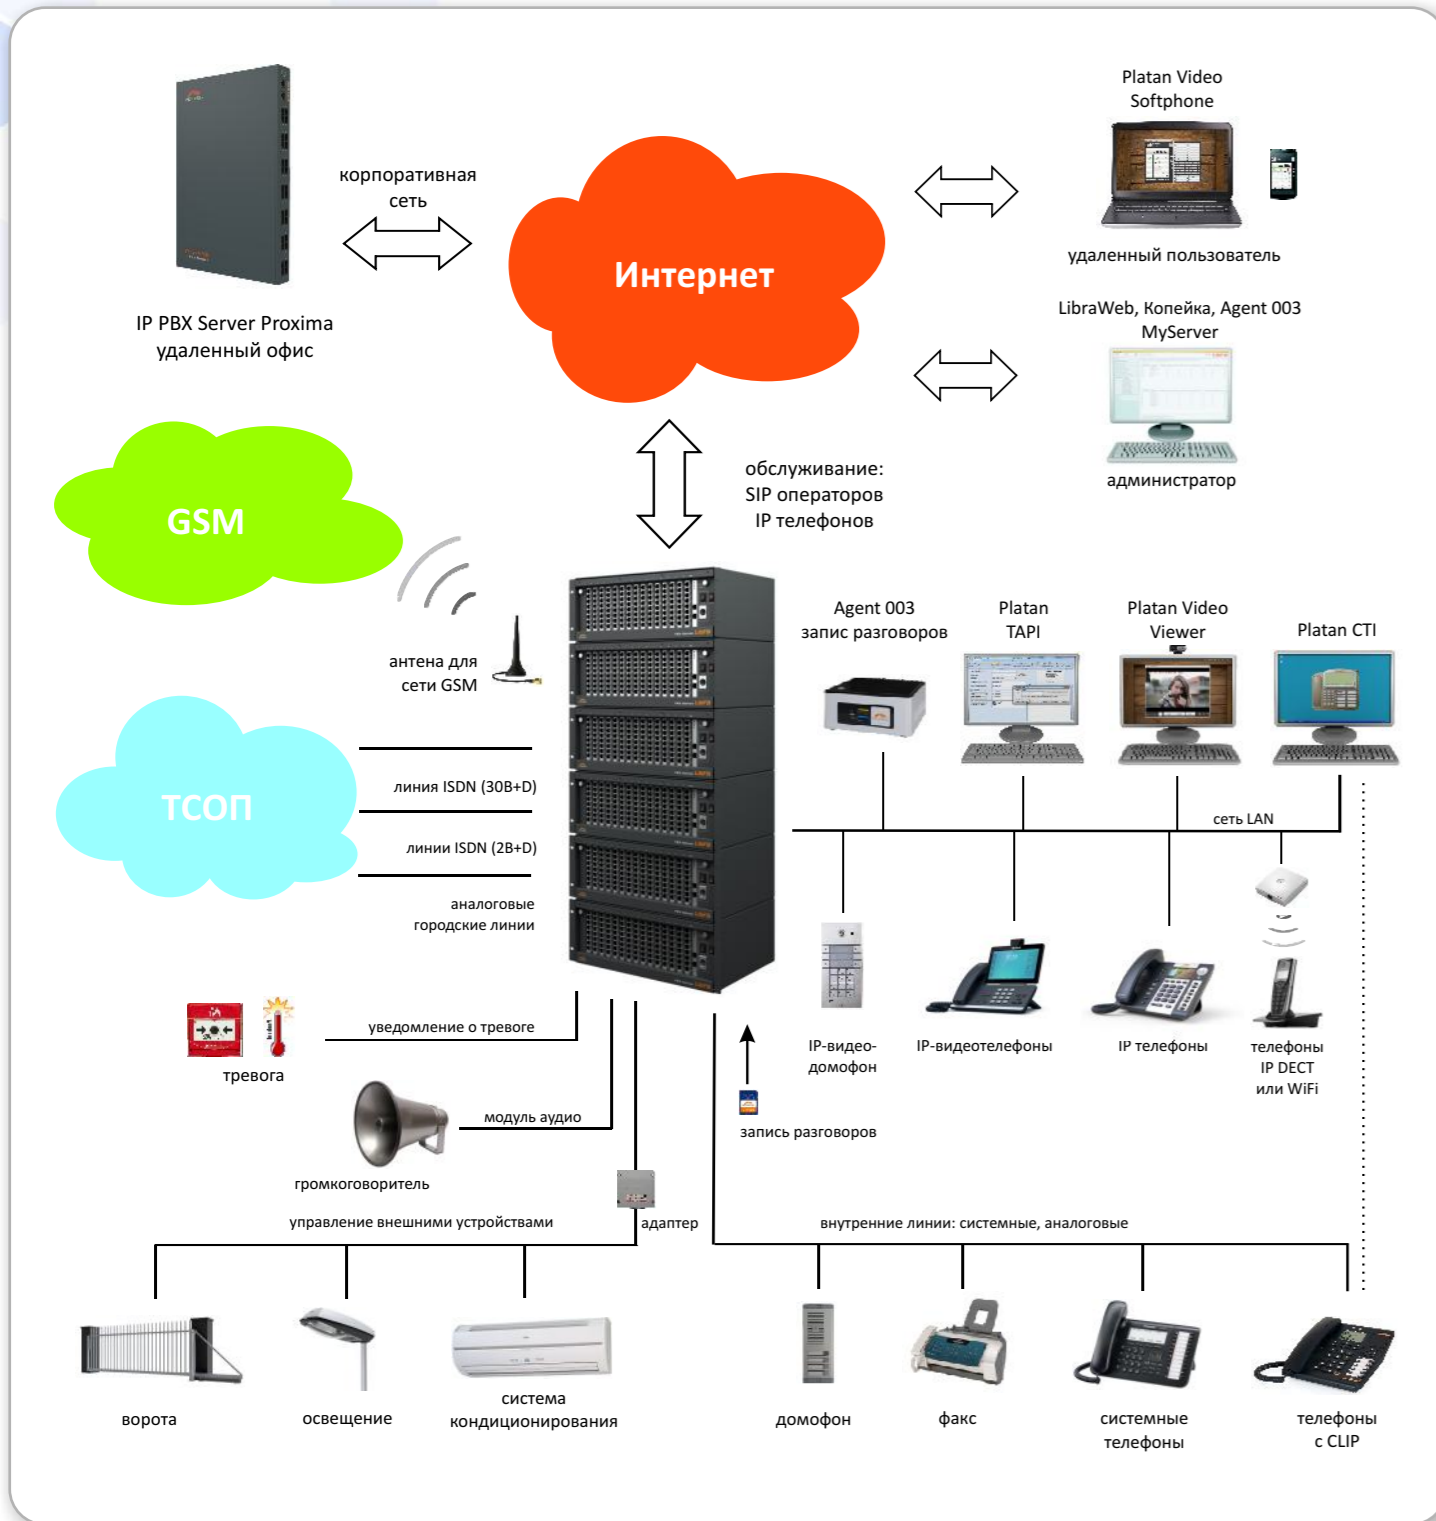 Platan Video
Softphone
корпоративная
сеть
Интернет
удаленный пользователь
IP PBX Server Proxima
удаленный офис
LibraWeb, Копейка, Agent 003
MyServer
администратор
обслуживание:
SIP операторов
IP телефонов
GSM
антена для
сети GSM
Agent 003
запис разговоров
Platan
TAPI
Platan Video
Viewer
Platan CTI
ТСОП
линия ISDN (30B+D)
линии ISDN (2B+D)
аналоговые
городские линии
сеть LAN
IP-видео-
домофон
IP-видеотелефоны
IP телефоны
телефоны
IP DECT
или WiFi
уведомление о тревоге
тревога
модуль аудио
громкоговоритель
запись разговоров
управление внешними устройствами
адаптер
внутренние линии: системные, аналоговые
ворота
освещение
система
кондиционирования
домофон
факс
системные
телефоны
телефоны
с CLIP